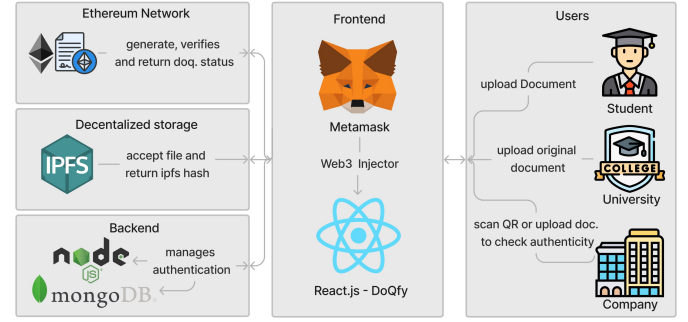 Ethereum Network
generate, verifies
and return doq. status
Decentalized storage
IPFS
accept file and
return ipfs hash
Backend
node
JS
mongoDB.
manages
authentication
Frontend
Metamask
Web3 Injector
React.js - DoQfy
Users
upload Document
Student
upload original
document
COLLEGE
University
scan QR or upload doc.
to check authenticity
Company